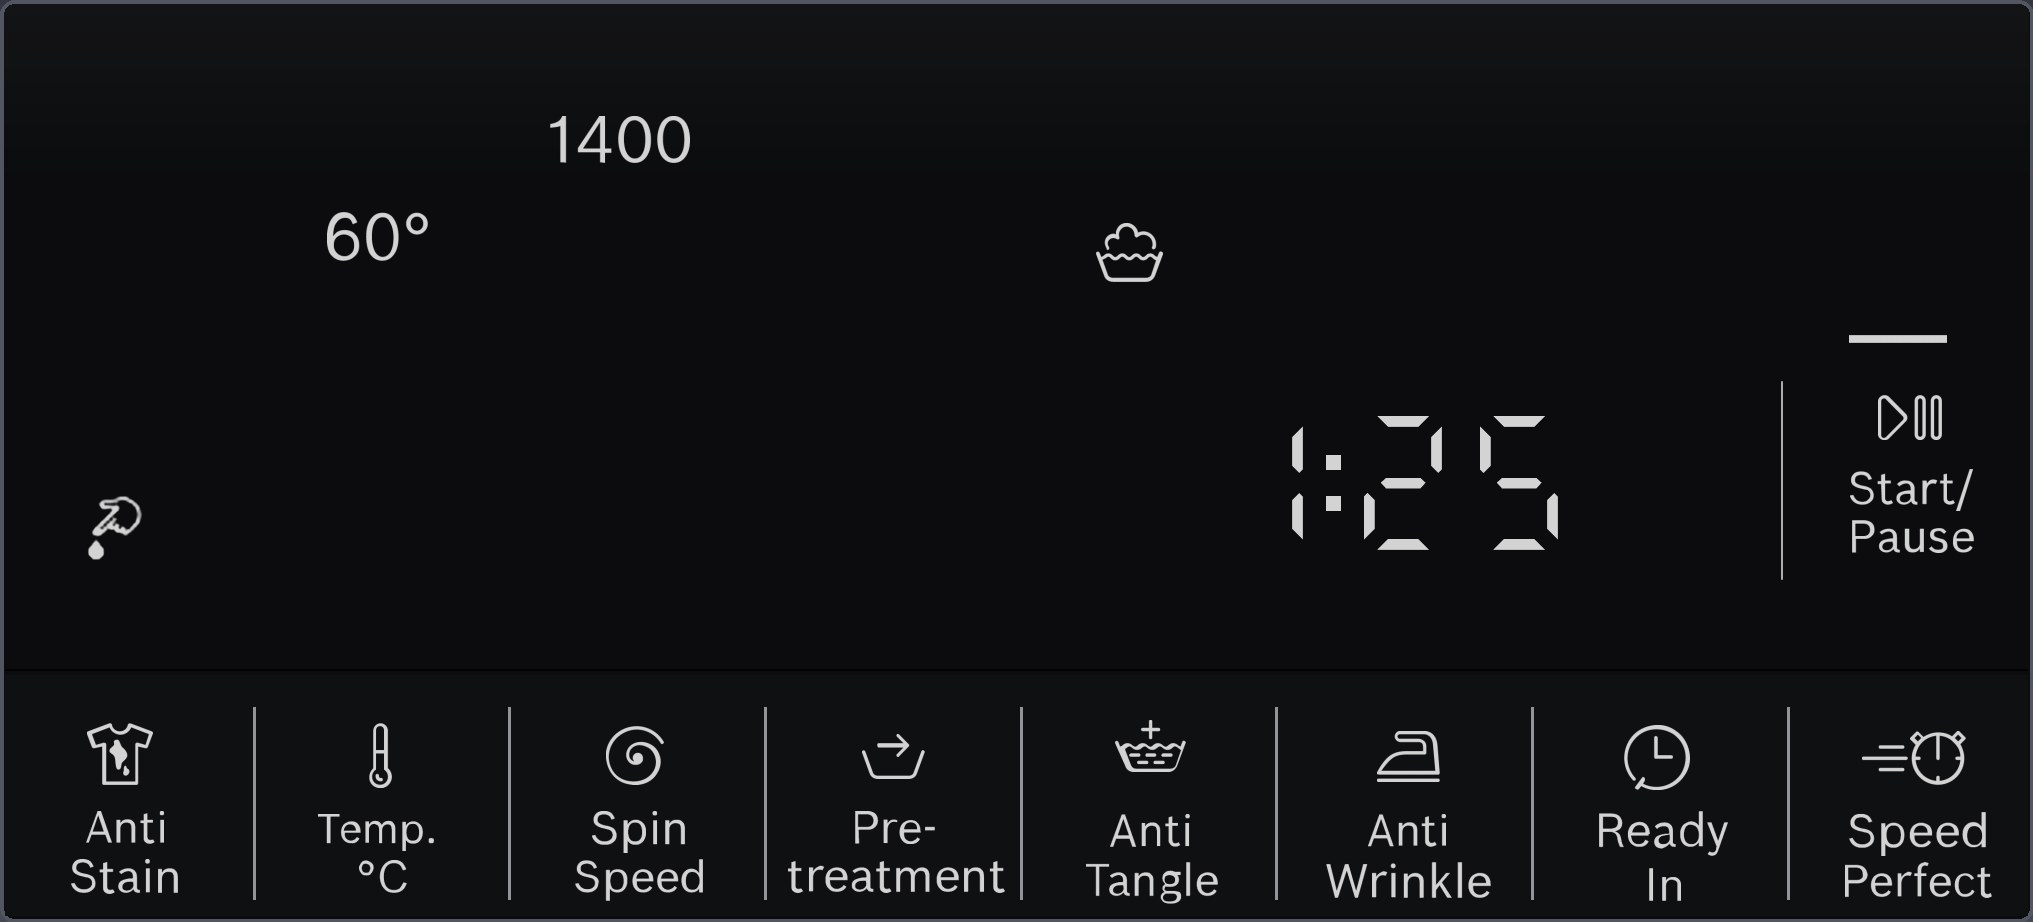 1400
60°
1:25
Start/
Pause
Anti
Stain
Temp.
°C
Spin
Speed
Pre-
treatment
Anti
Tangle
Anti
Wrinkle
Ready
In
Speed
Perfect